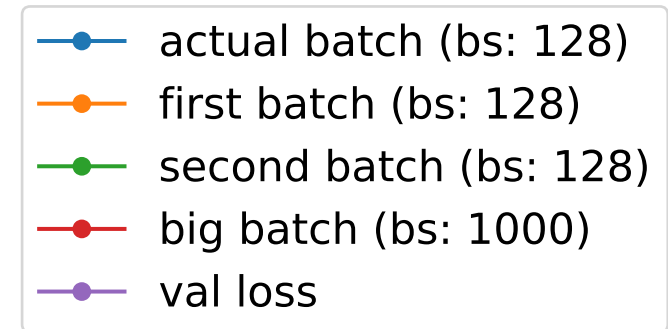 actual batch (bs: 128)
first batch (bs: 128)
second batch (bs: 128)
big batch (bs: 1000)
val loss